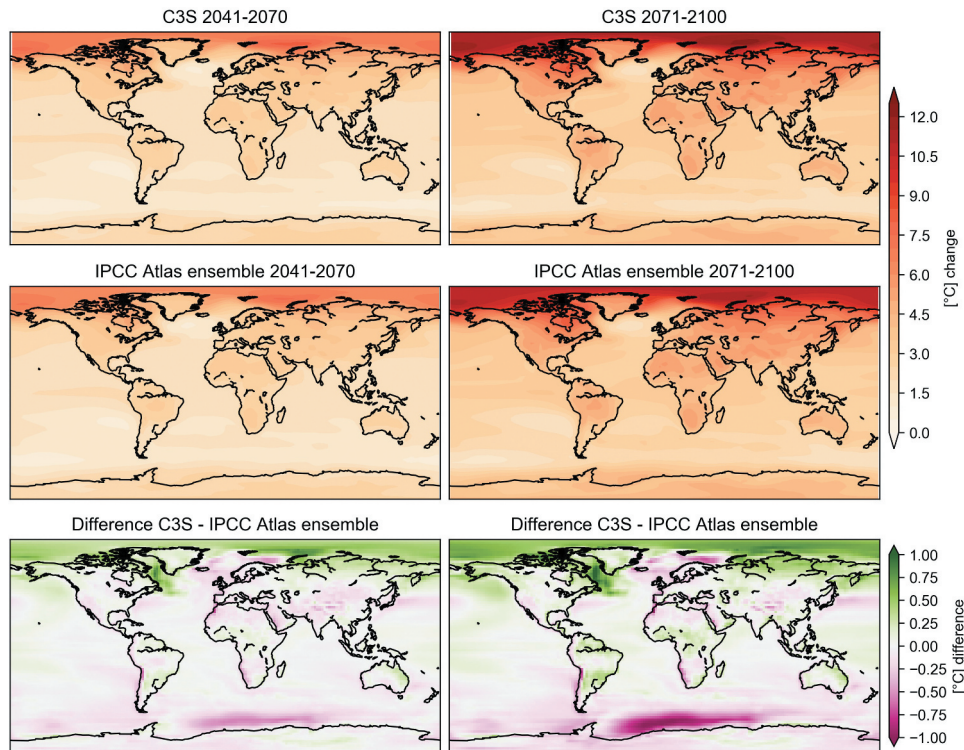 C3S 2041-2070
C3S 2071-2100
12.0
10.5
9.0
7.5
6.0
4.5
3.0
1.5
0.0
[°C] change
IPCC Atlas ensemble 2041-2070
IPCC Atlas ensemble 2071-2100
Difference C3S - IPCC Atlas ensemble
Difference C3S - IPCC Atlas ensemble
1.00
0.75
0.50
0.25
0.00
−0.25
−0.50
−0.75
−1.00
[°C] difference